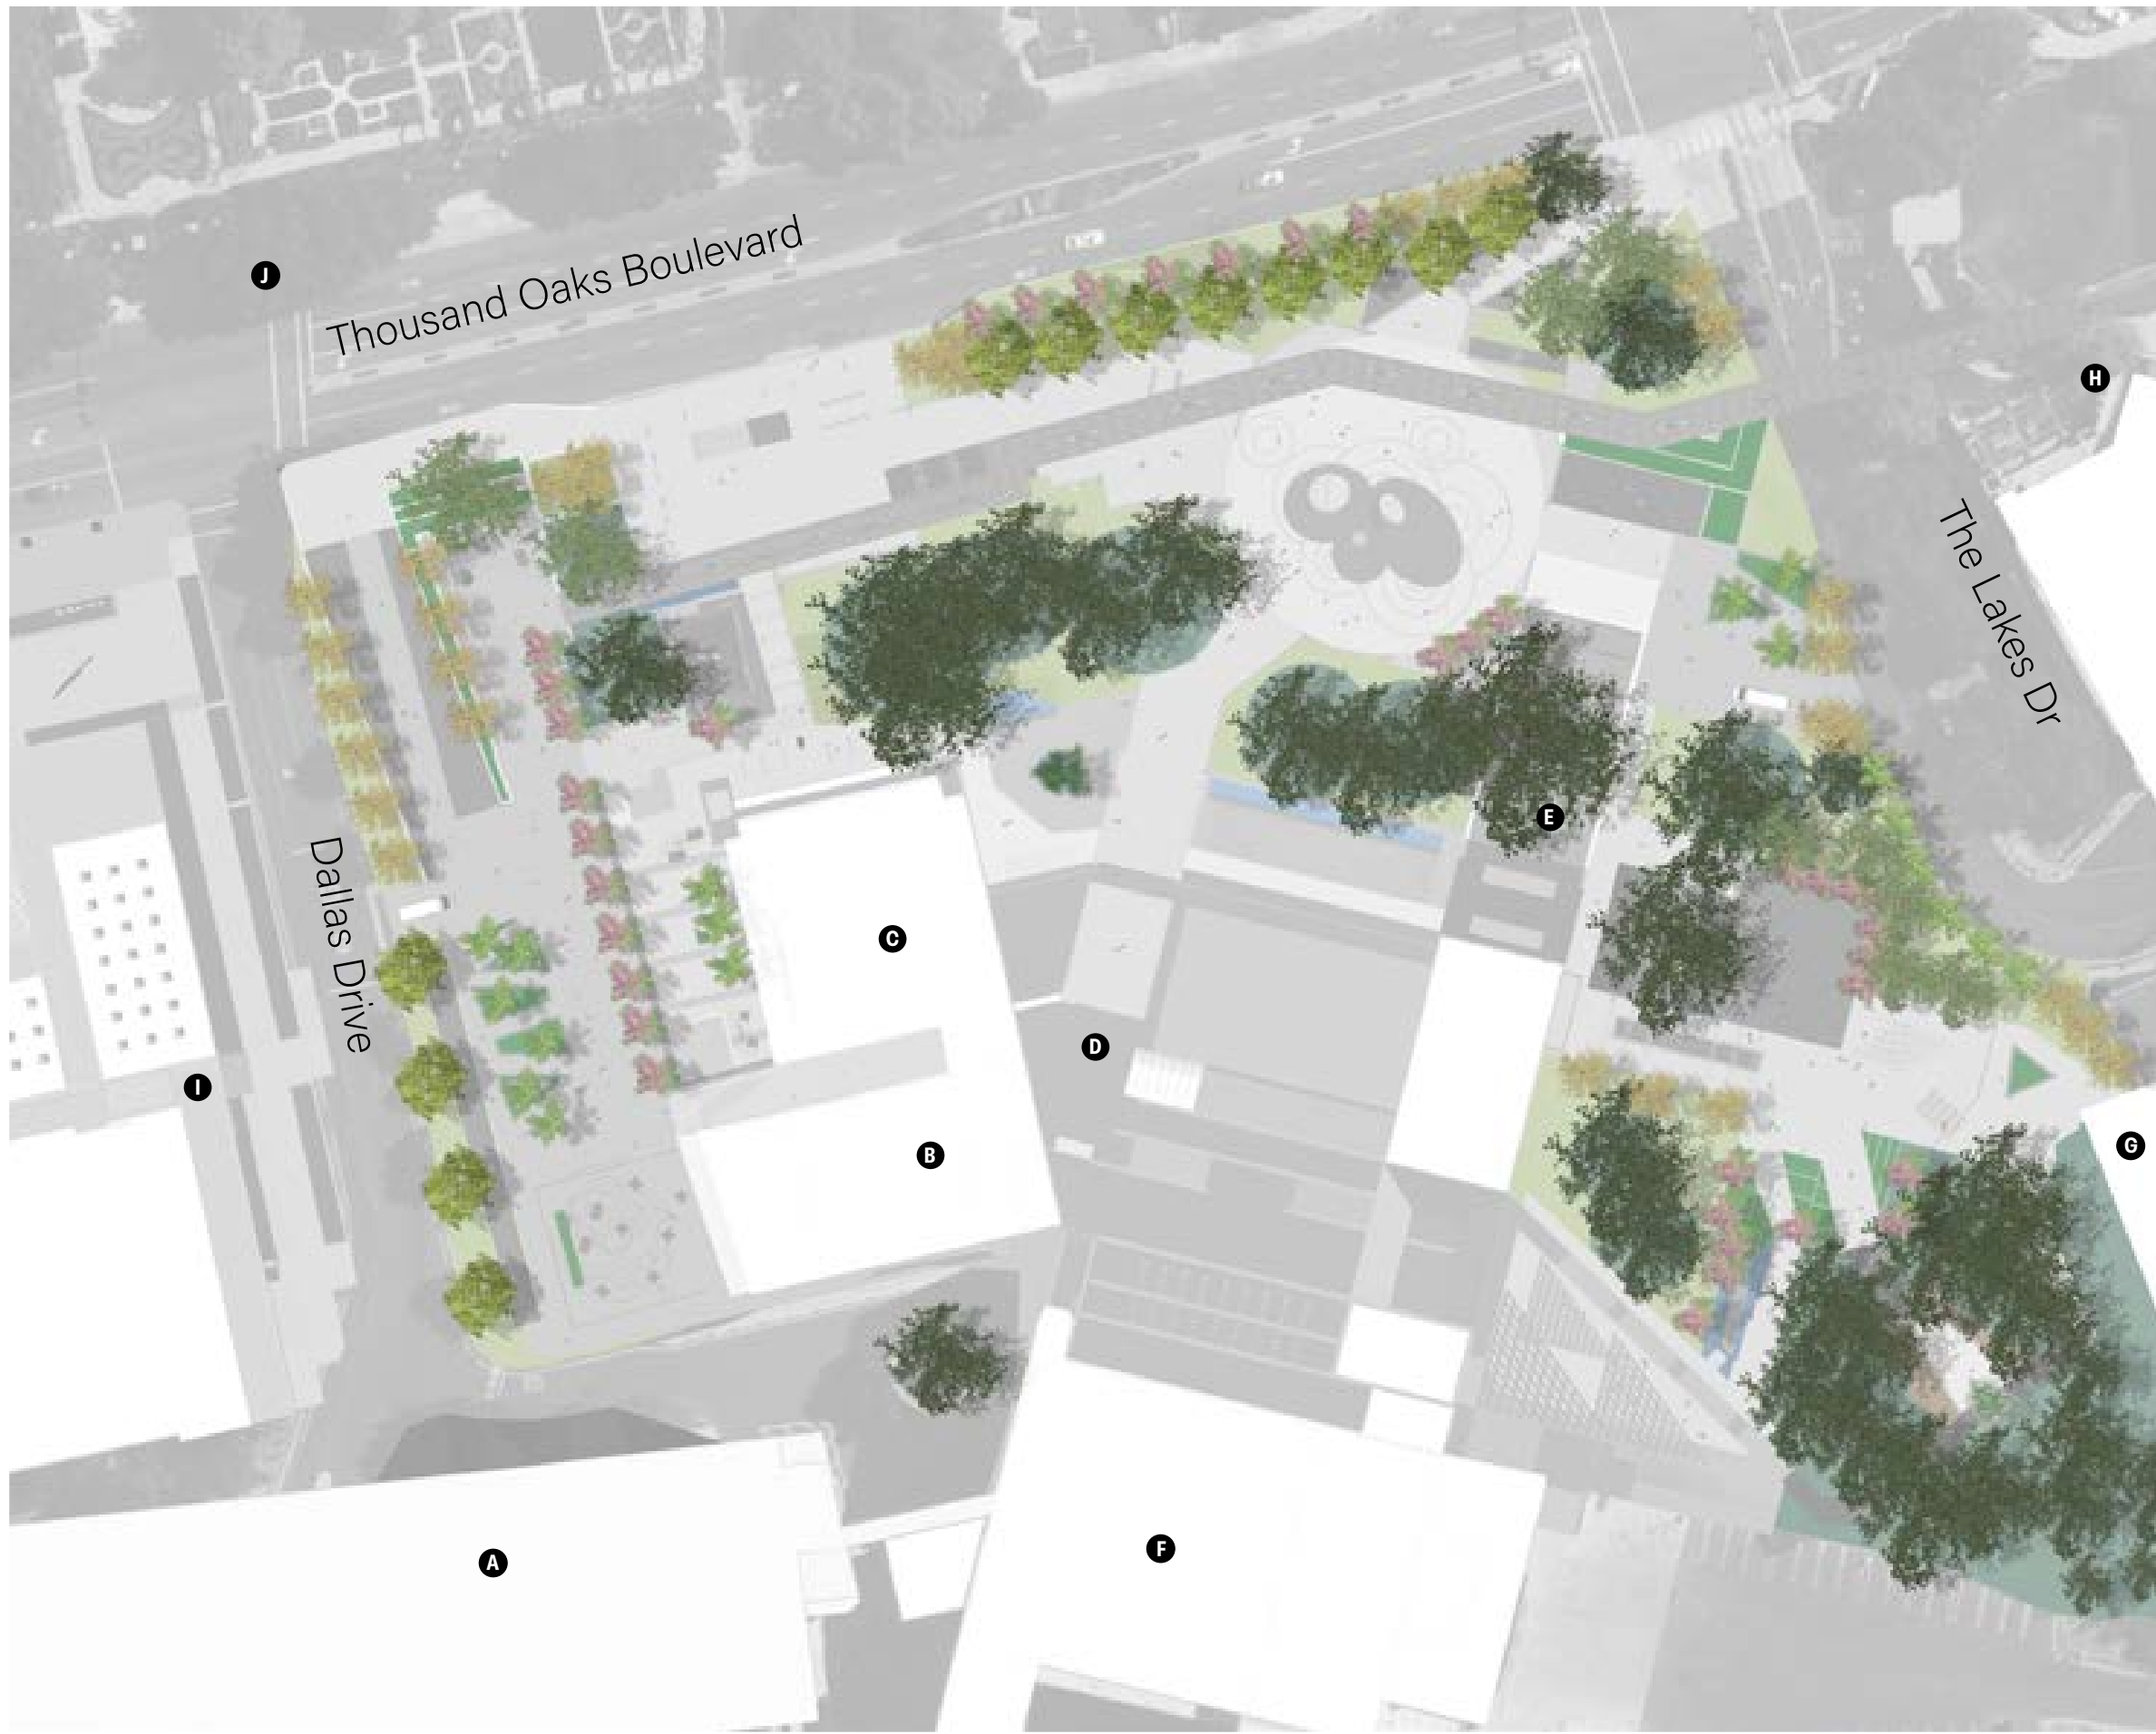 J
Thousand Oaks Boulevard
H
The Lakes Dr
E
Dallas Drive
C
D
I
B
G
F
A